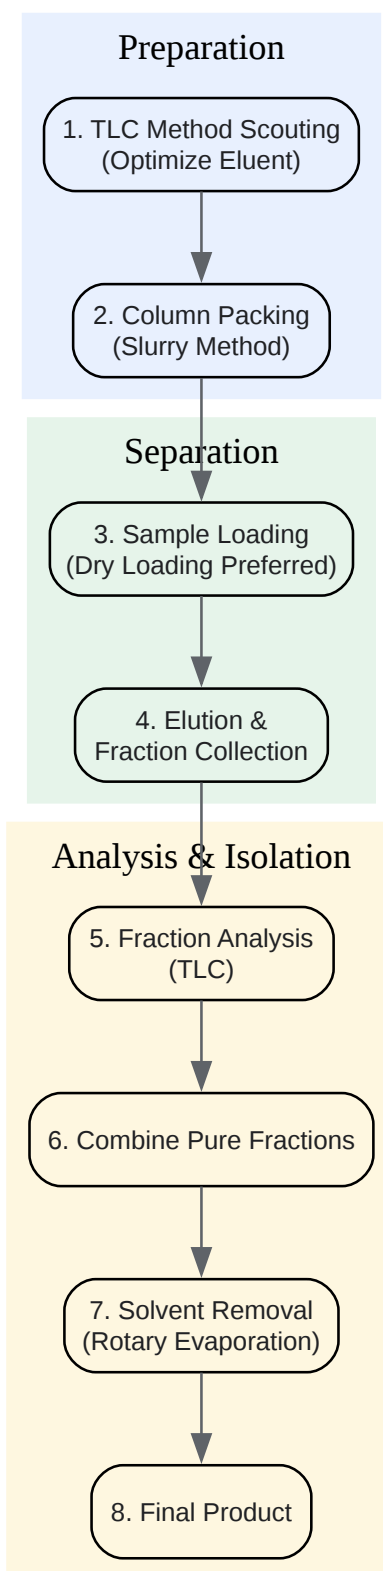 Preparation
1. TLC Method Scouting
(Optimize Eluent)
2. Column Packing
(Slurry Method)
Separation
3. Sample Loading
(Dry Loading Preferred)
4. Elution &
Fraction Collection
Analysis & Isolation
5. Fraction Analysis
(TLC)
6. Combine Pure Fractions
7. Solvent Removal
(Rotary Evaporation)
8. Final Product